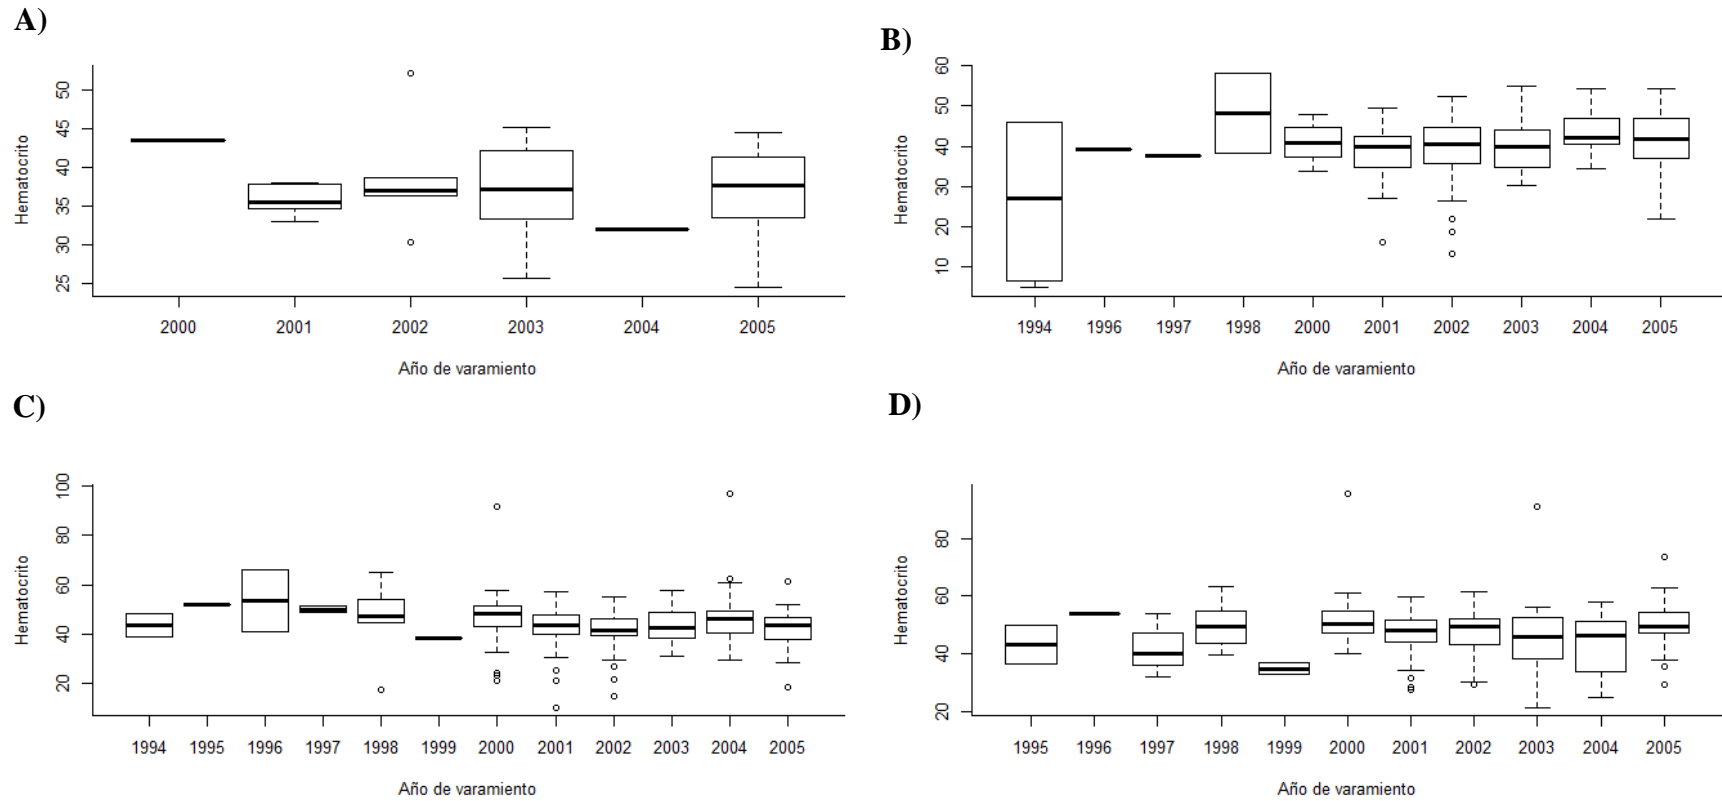 A)
50
45
40
35
30
25
Hematocrito
2000 2001 2002 2003 2004 2005
Año de varamiento
B)
60
50
40
30
20
10
Hematocrito
1994 1996 1997 1998 2000 2001 2002 2003 2004 2005
Año de varamiento
C)
100
80
60
40
20
Hematocrito
1994 1995 1996 1997 1998 1999 2000 2001 2002 2003 2004 2005
Año de varamiento
D)
80
60
40
20
Hematocrito
1995 1996 1997 1998 1999 2000 2001 2002 2003 2004 2005
Año de varamiento